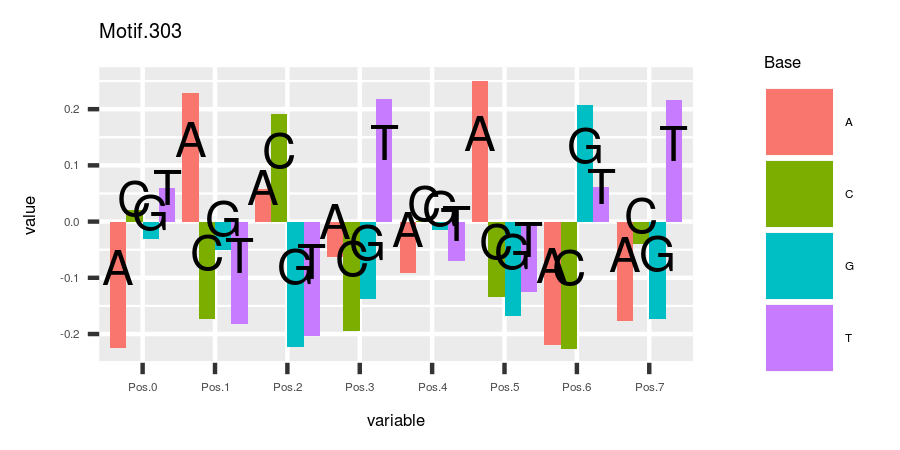 Motif.303
Base
A
C
G
T
value
0.2
0.1
0.0
-0.1
-0.2
A C G T A C G T A C G T A C G T A C G T A C G T A C G T A C G T
Pos.0 Pos.1 Pos.2 Pos.3 Pos.4 Pos.5 Pos.6 Pos.7
variable